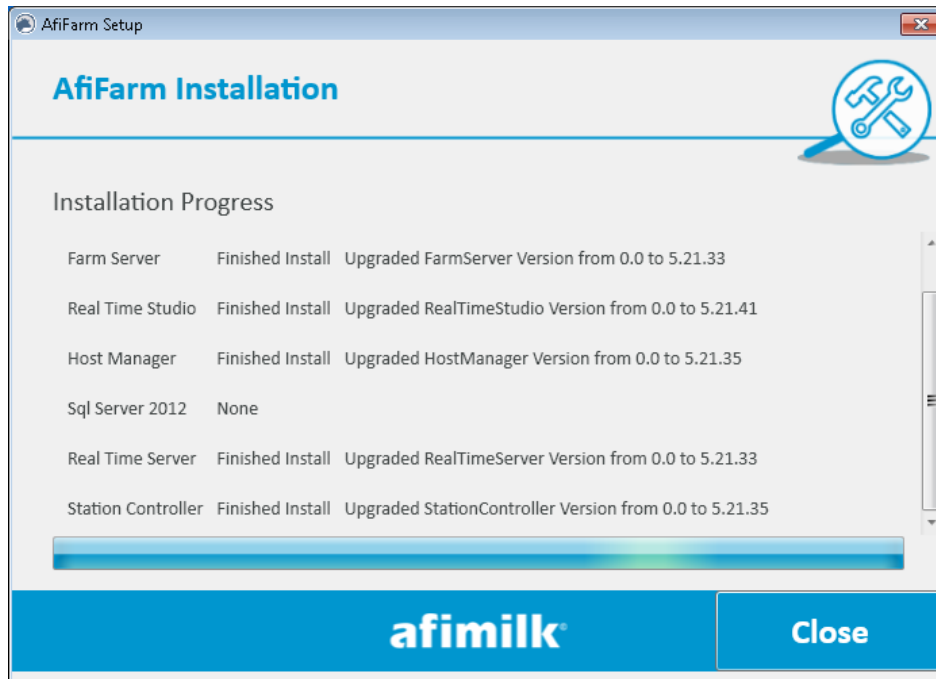 AfiFarm Setup
AfiFarm Installation
Installation Progress
Farm Server Finished Install Upgraded FarmServer Version from 0.0 to 5.21.33
Real Time Studio Finished Install Upgraded RealTimeStudio Version from 0.0 to 5.21.41
Host Manager Finished Install Upgraded HostManager Version from 0.0 to 5.21.35
Sql Server 2012 None
Real Time Server Finished Install Upgraded RealTimeServer Version from 0.0 to 5.21.33
Station Controller Finished Install Upgraded StationController Version from 0.0 to 5.21.35
afimilk
Close